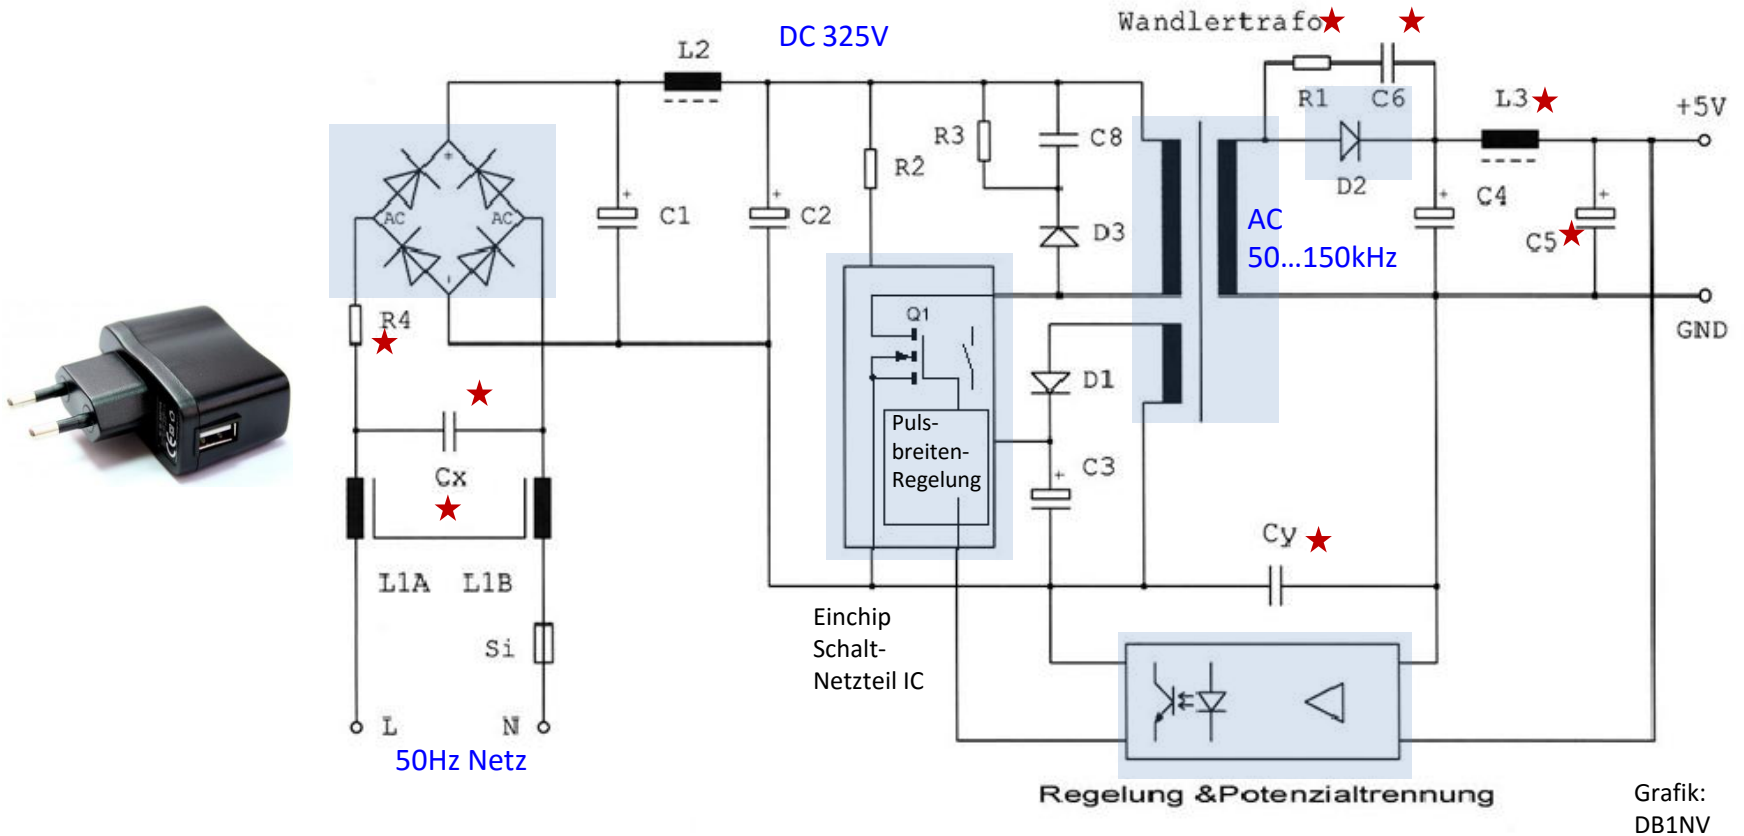 Wandlertrafo
DC 325V
L2
R1
C6
L3
+5V
R3
C8
R2
D2
C4
+
AC
AC
-
+
C1
+
C2
D3
AC
50...150kHz
+
+
C5
R4
Q1
GND
D1
Puls-
breiten-
Regelung
Cx
+
C3
Cy
L1A
L1B
Einchip
Schalt-
Netzteil IC
Si
L
N
50Hz Netz
Regelung &Potenzialtrennung
Grafik:
DB1NV